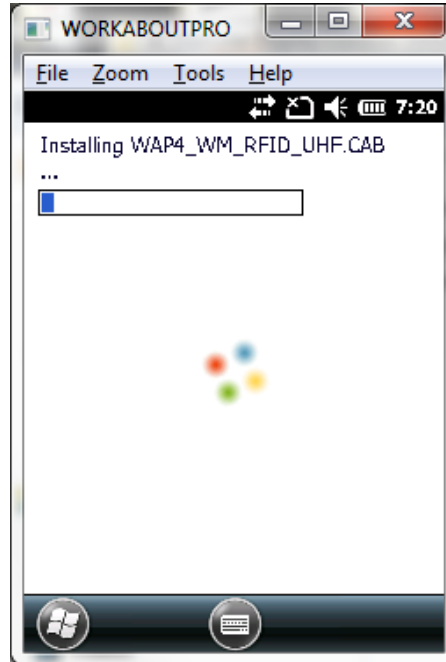 WORKABOUTPRO
File Zoom Tools Help
7:20
Installing WAP4_WM_RFID_UHF.CAB
...